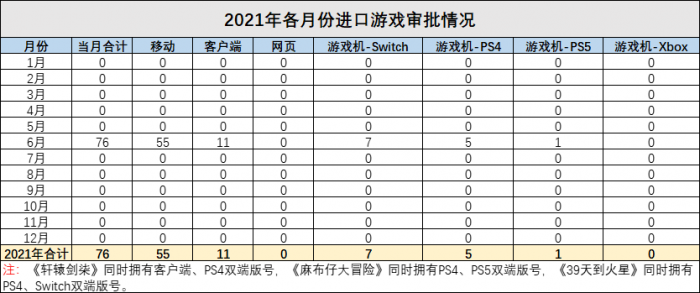 2021年各月份进口游戏审批情况
月份 当月合计 移动 客户端 网页 游戏机-Switch 游戏机-PS4 游戏机-PS5 游戏机-Xbox
1月 0 0 0 0 0 0 0 0
2月 0 0 0 0 0 0 0 0
3月 0 0 0 0 0 0 0 0
4月 0 0 0 0 0 0 0 0
5月 0 0 0 0 0 0 0 0
6月 76 55 11 0 7 5 1 0
7月 0 0 0 0 0 0 0 0
8月 0 0 0 0 0 0 0 0
9月 0 0 0 0 0 0 0 0
10月 0 0 0 0 0 0 0 0
11月 0 0 0 0 0 0 0 0
12月 0 0 0 0 0 0 0 0
2021年合计 76 55 11 0 7 5 1 0
注：《轩辕剑柒》同时拥有客户端、PS4双端版号，《麻布仔大冒险》同时拥有PS4、PS5双端版号，《39天到火星》同时拥有
PS4、Switch双端版号。